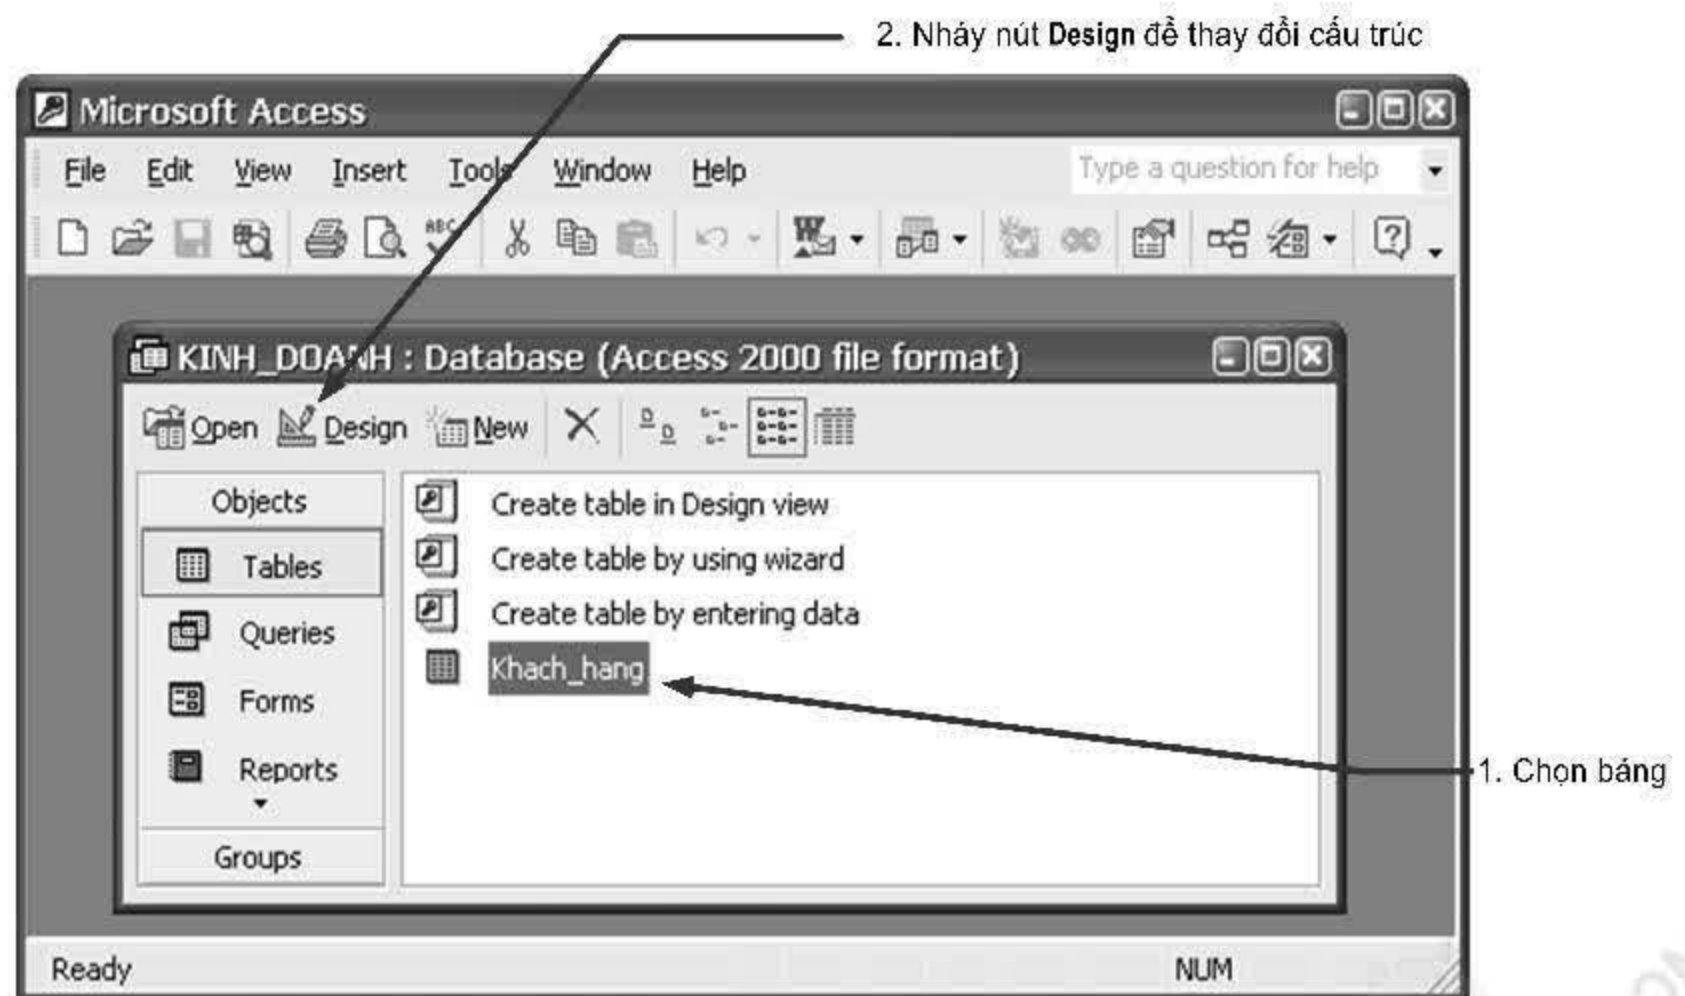 2. Nháy nút Design để thay đổi cấu trúc
Microsoft Access
File Edit View Insert Tools Window Help Type a question for help
KINH_DOANH : Database (Access 2000 file format)
Open Design New
Objects
Tables
Queries
Forms
Reports
Groups
Create table in Design view
Create table by using wizard
Create table by entering data
Khach_hang
1. Chọn bảng
Ready NUM